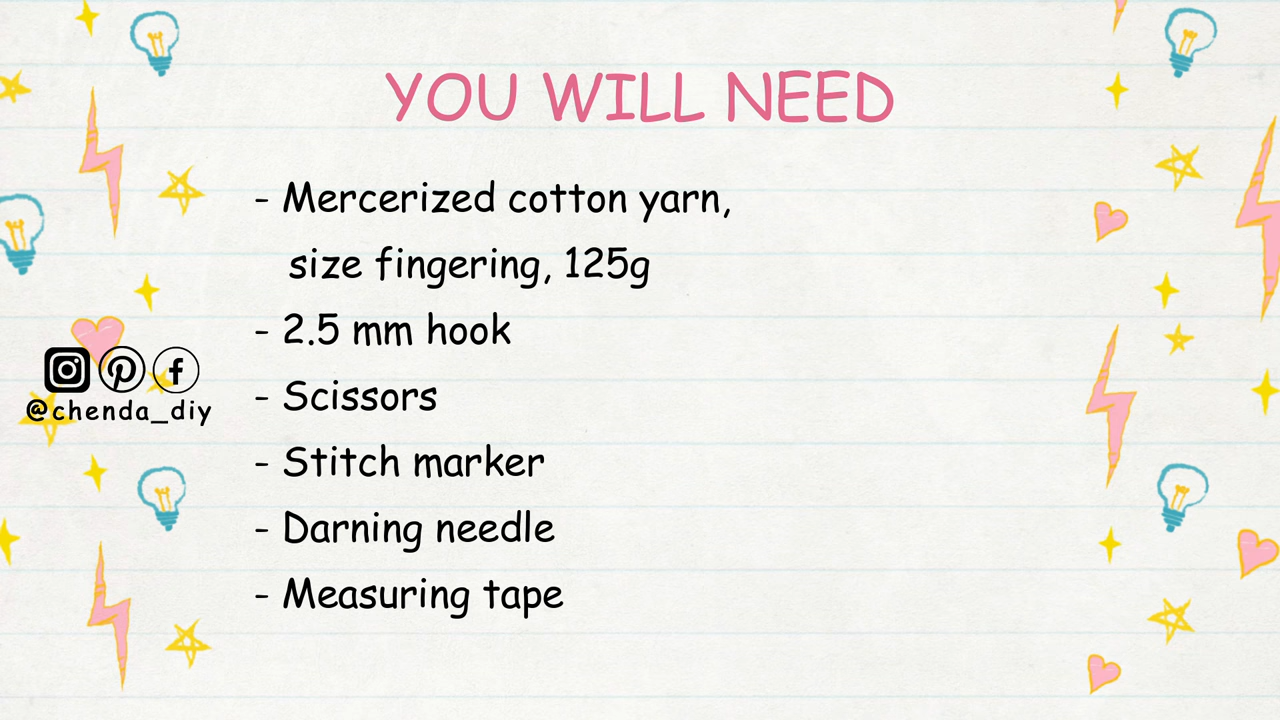 YOU WILL NEED
- Mercerized cotton yarn,
size fingering, 125g
- 2.5 mm hook
- Scissors
- Stitch marker
- Darning needle
- Measuring tape
@chenda_diy